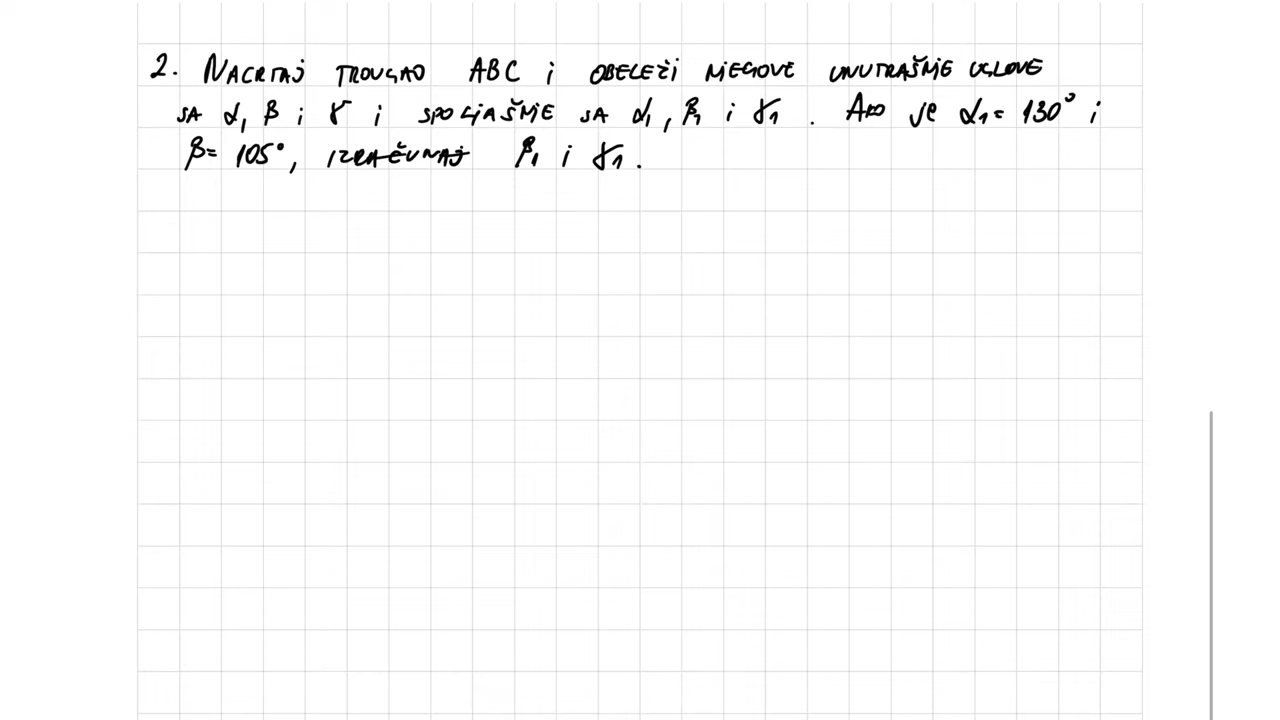 2. NACRTAJ TROUGAO ABC i OBELEŽI NJEGOVE UNUTRAŠNJE UGLOVE
SA α, β i γ i SPOLJAŠNJE SA α₁, β₁ i γ₁. AKO JE α₁ = 130° i
β = 105°, IZRAČUNAJ β₁ i γ₁.